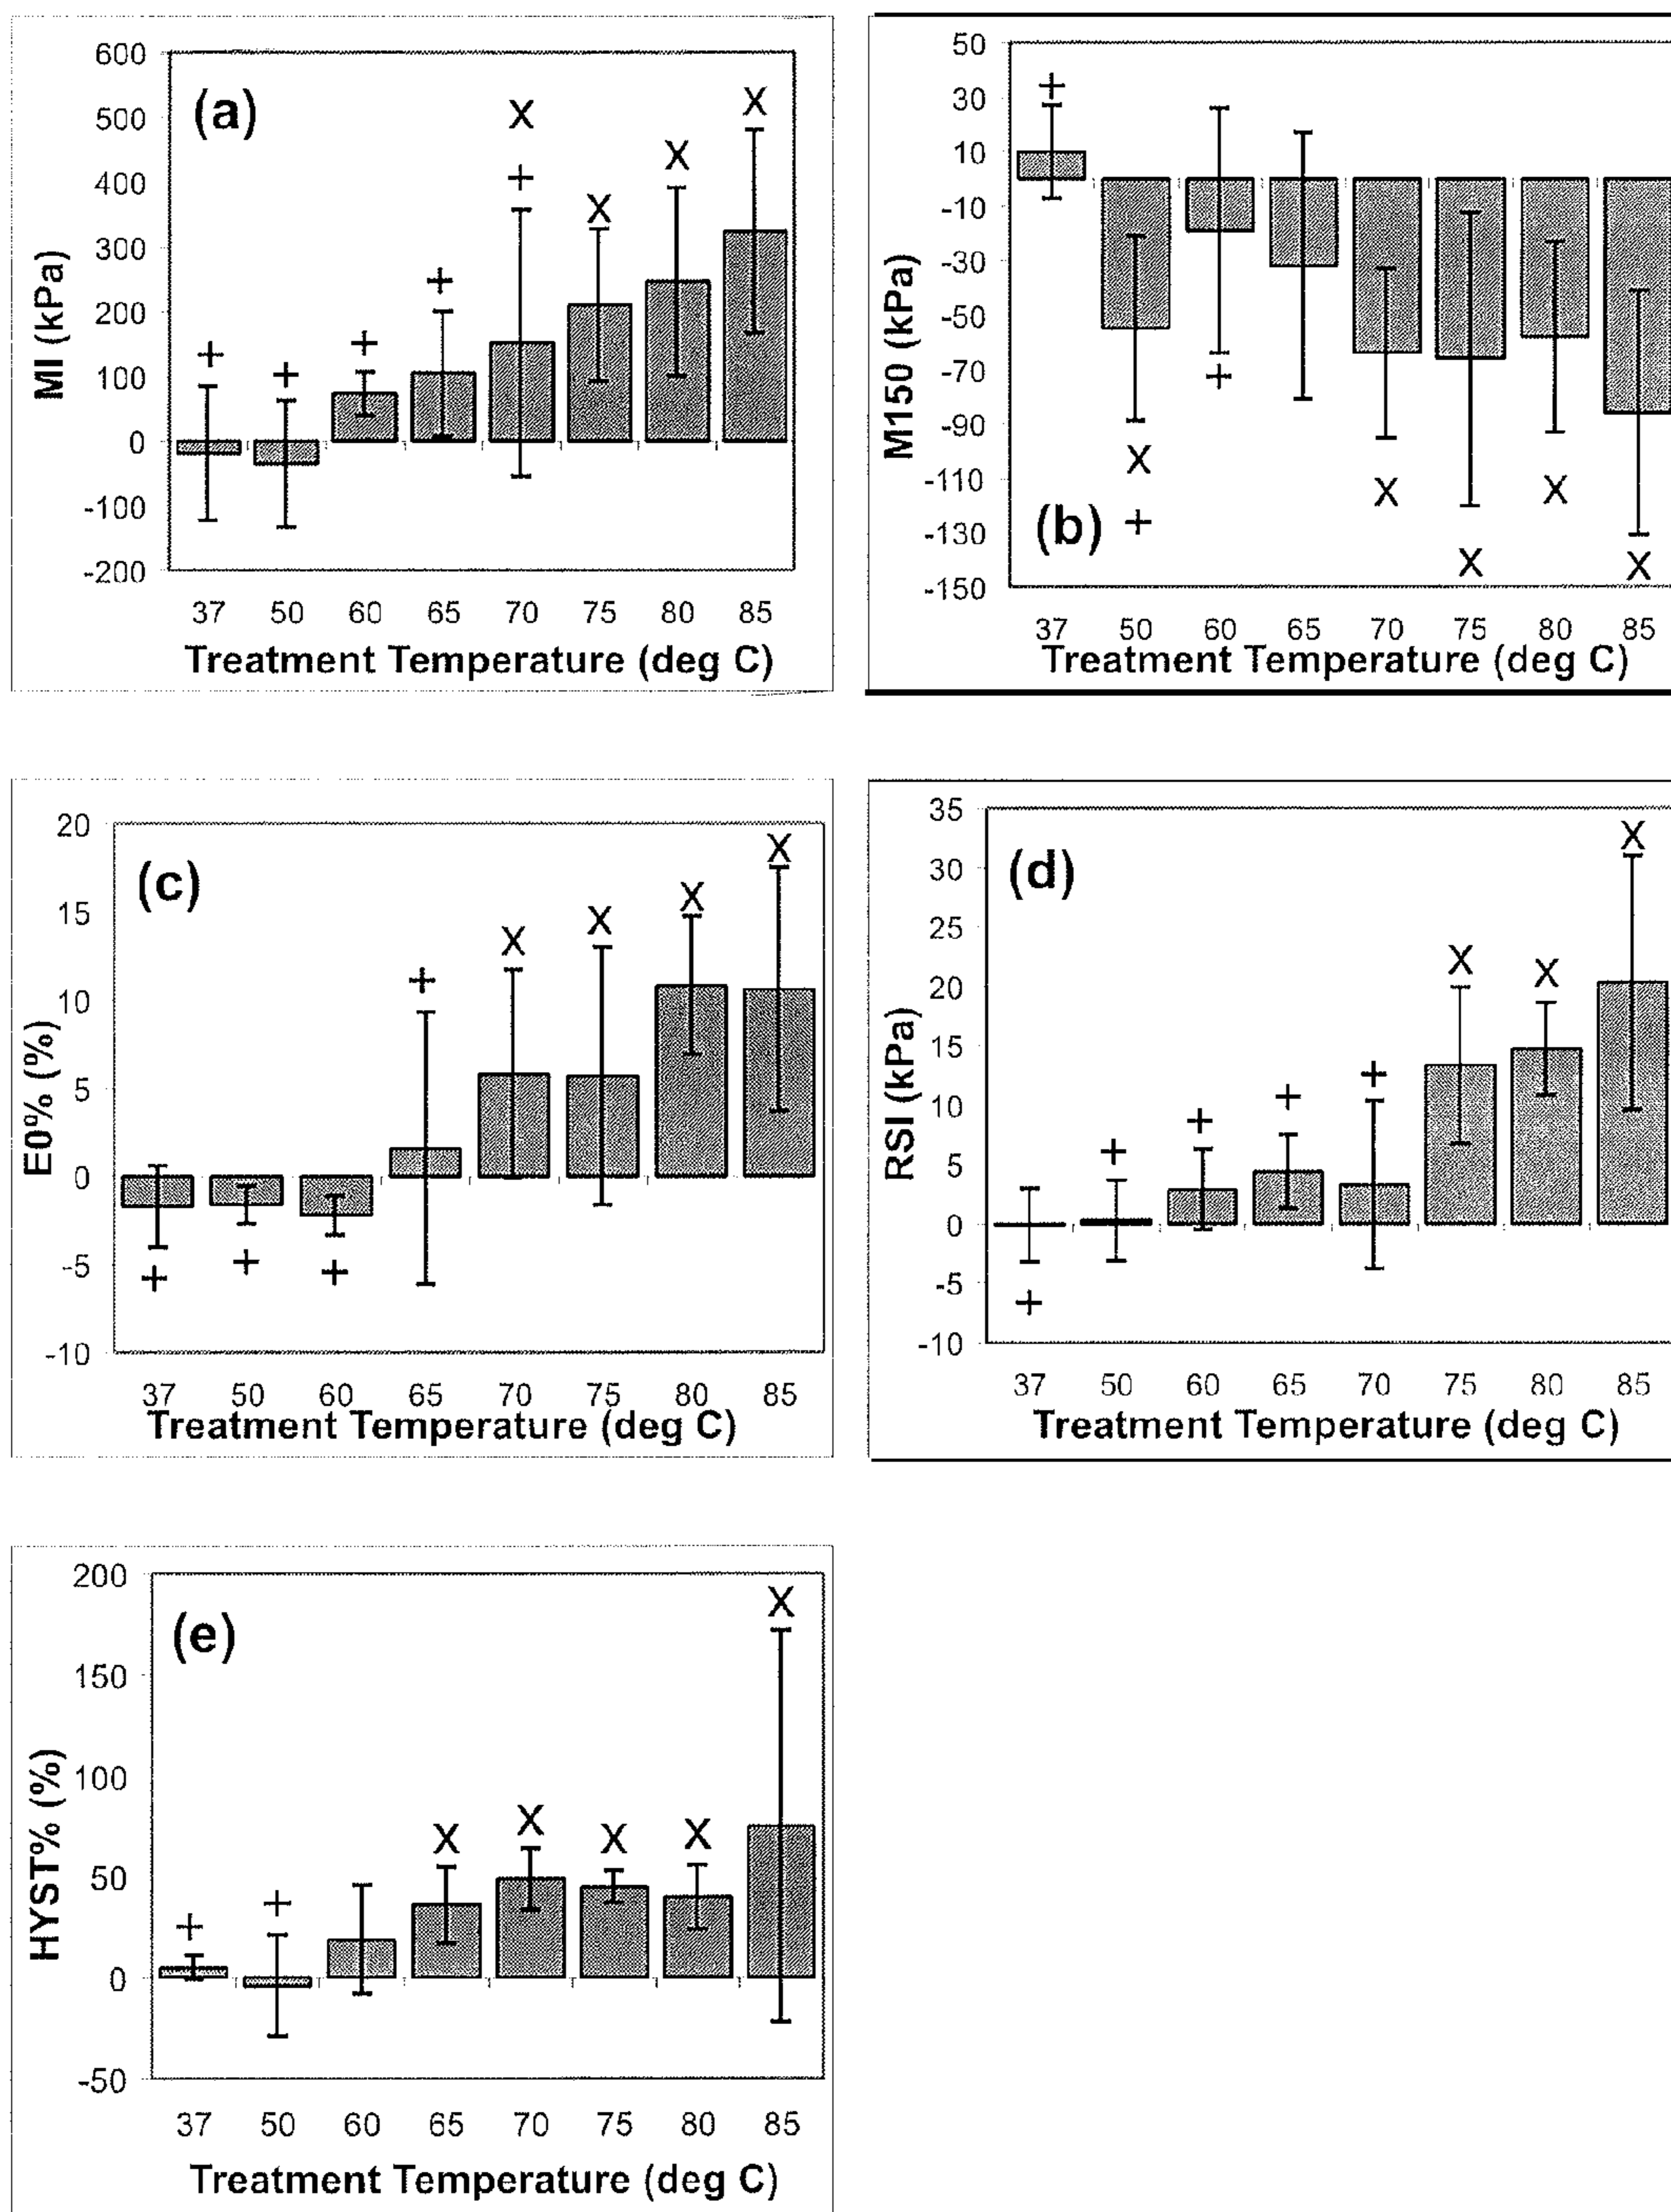 (a)
MI (kPa)
600
500
400
300
200
100
0
-100
-200
X
+
X
X
X
+
+
+
+
+
37 50 60 65 70 75 80 85
Treatment Temperature (deg C)
(b)
M150 (kPa)
50
30
10
-10
-30
-50
-70
-90
-110
-130
-150
+
+
X
+
X
X
X
X
37 50 60 65 70 75 80 85
Treatment Temperature (deg C)
(c)
E0% (%)
20
15
10
5
0
-5
-10
+
+
+
+
X
X
X
X
37 50 60 65 70 75 80 85
Treatment Temperature (deg C)
(d)
RSI (kPa)
35
30
25
20
15
10
5
0
-5
-10
+
+
+
+
+
X
X
X
37 50 60 65 70 75 80 85
Treatment Temperature (deg C)
(e)
HYST% (%)
200
150
100
50
0
-50
+
+
X
X
X
X
X
37 50 60 65 70 75 80 85
Treatment Temperature (deg C)